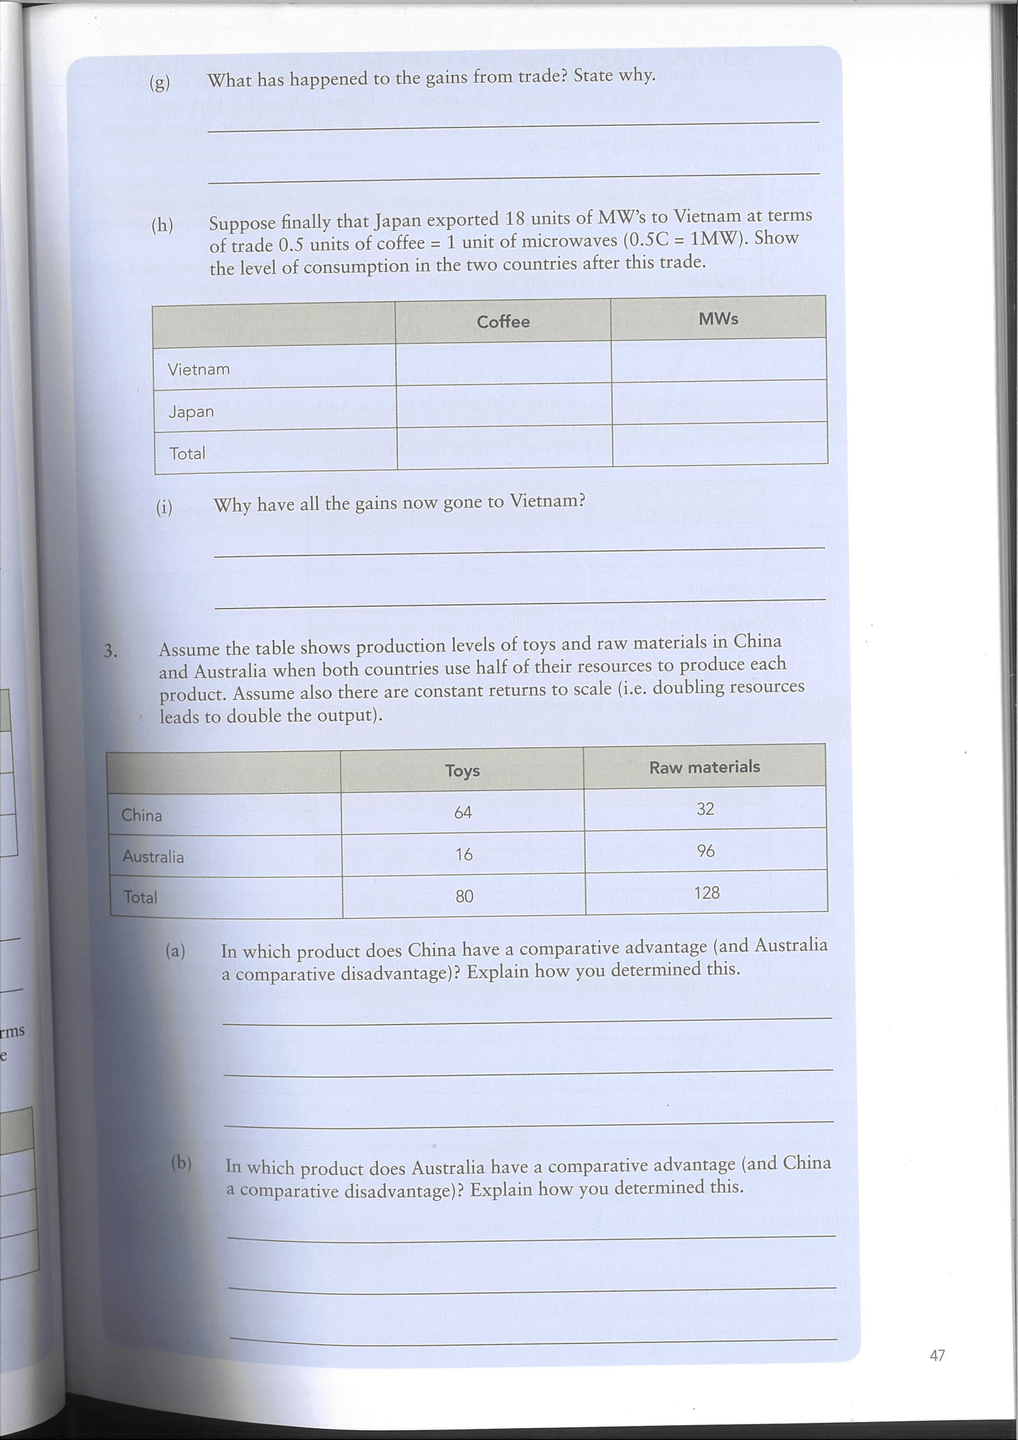 (g) What has happened to the gains from trade? State why.
(h) Suppose finally that Japan exported 18 units of MW's to Vietnam at terms
of trade 0.5 units of coffee = 1 unit of microwaves (0.5C = 1MW). Show
the level of consumption in the two countries after this trade.
Coffee MWs
Vietnam
Japan
Total
(i) Why have all the gains now gone to Vietnam?
3. Assume the table shows production levels of toys and raw materials in China
and Australia when both countries use half of their resources to produce each
product. Assume also there are constant returns to scale (i.e. doubling resources
leads to double the output).
Toys Raw materials
China 64 32
Australia 16 96
Total 80 128
(a) In which product does China have a comparative advantage (and Australia
a comparative disadvantage)? Explain how you determined this.
rms
e
(b) In which product does Australia have a comparative advantage (and China
a comparative disadvantage)? Explain how you determined this.
47